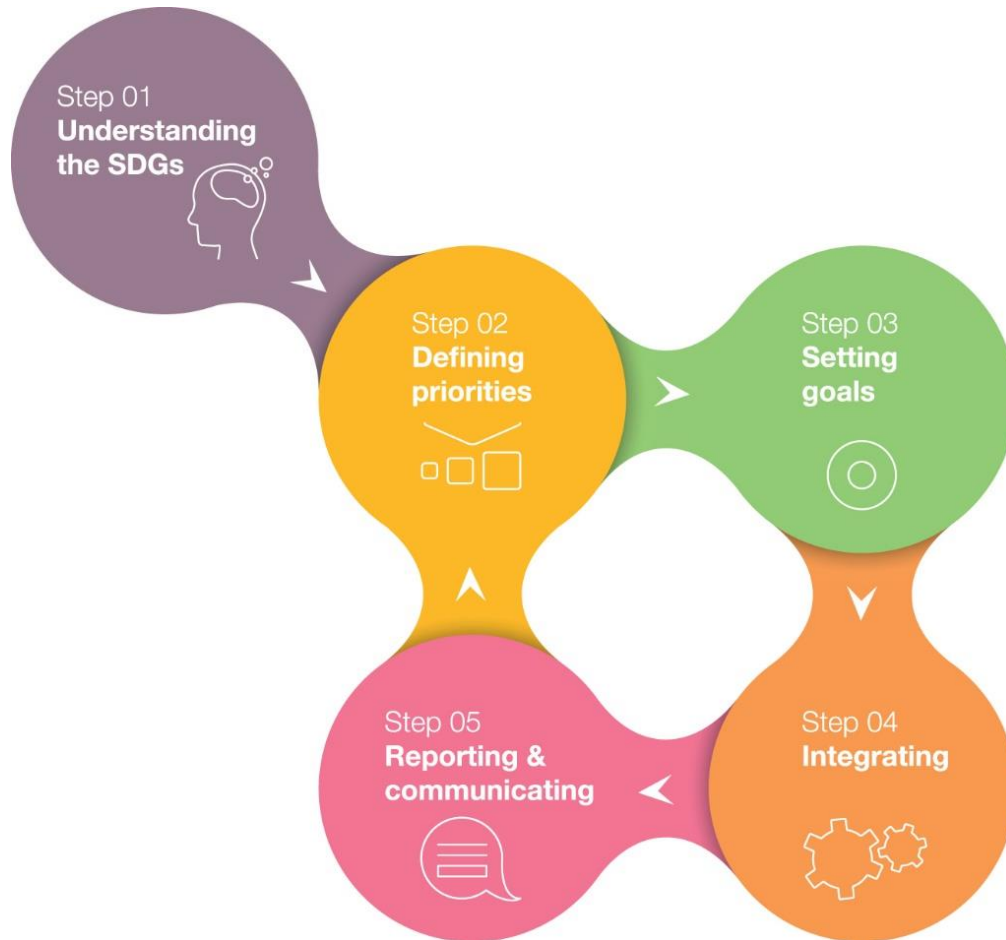 Step 01
Understanding
the SDGs
Step 02
Defining
priorities
Step 03
Setting
goals
Step 04
Integrating
Step 05
Reporting &
communicating